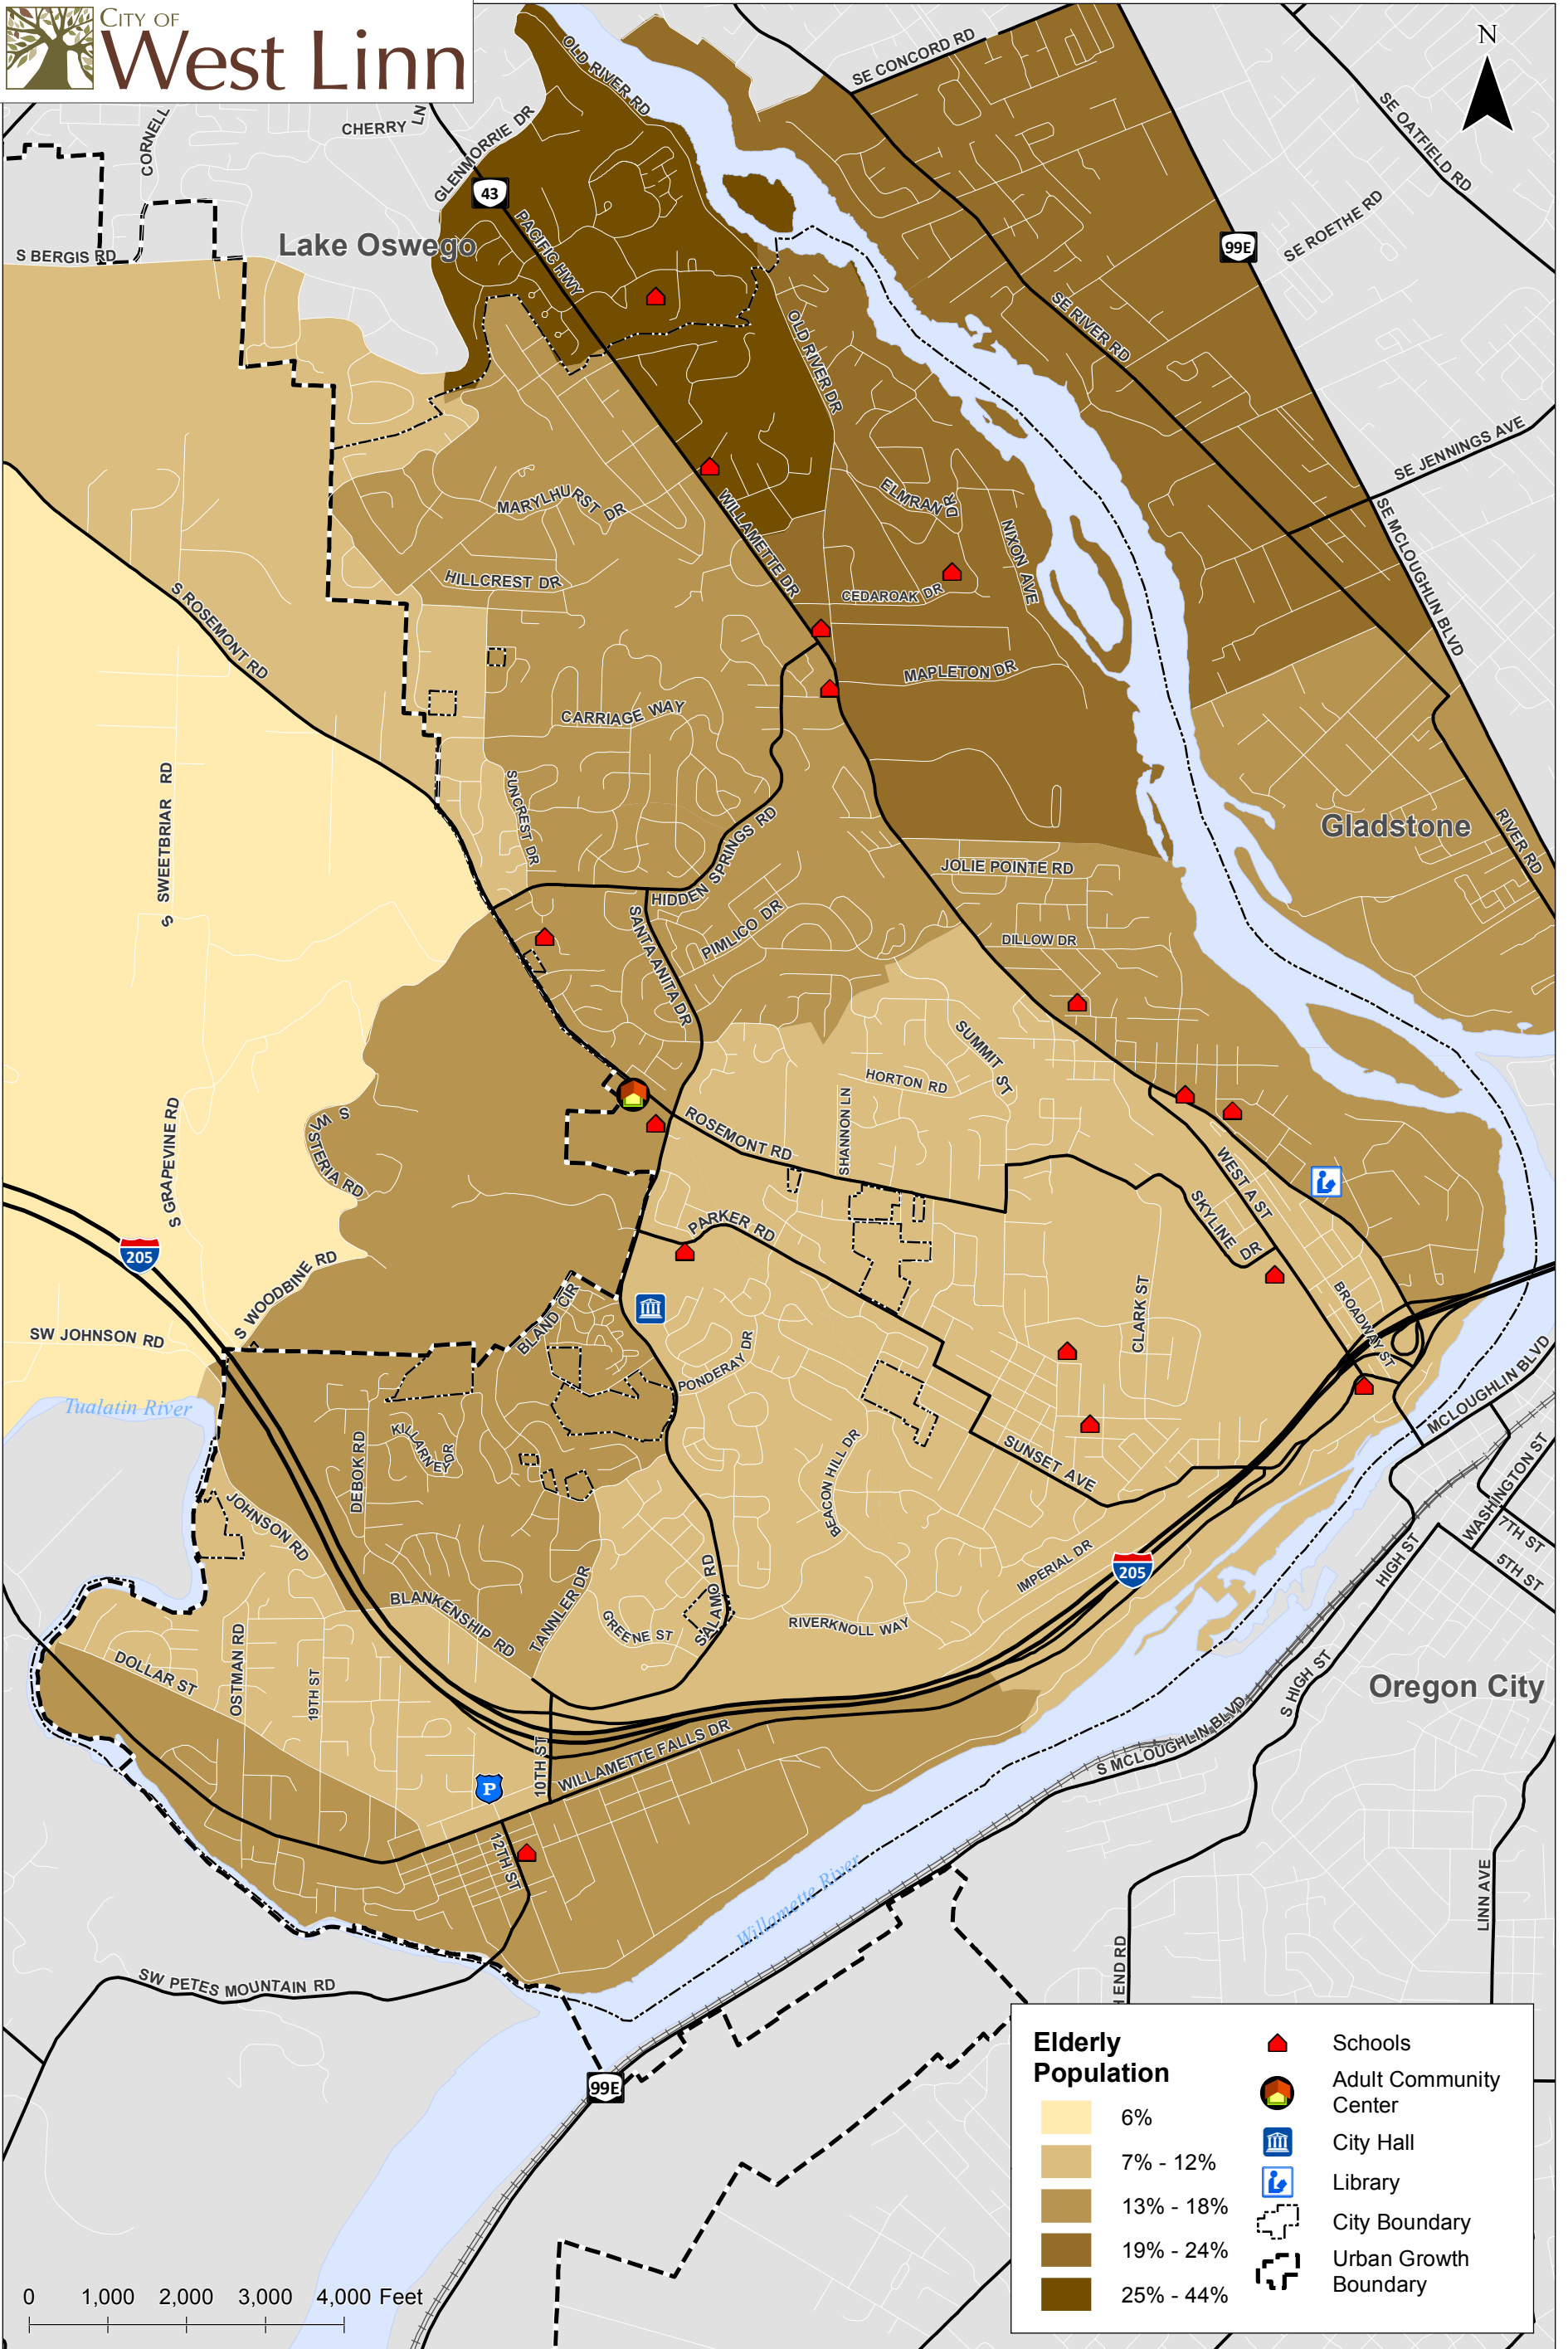 CITY OF
West Linn
OLD RIVER RD
SE CONCORD RD
N
CORNELL
CHERRY LN
GLENMORRIE DR
SE OATFIELD RD
43
PACIFIC HWY
Lake Oswego
S BERGIS RD
99E
SE ROETHE RD
SE RIVER RD
OLD RIVER DR
SE JENNINGS AVE
MARYLHURST DR
WILLAMETTE DR
ELMRAN DR
NIXON AVE
SE MCLOUGHLIN BLVD
HILLCREST DR
CEDAROAK DR
S ROSEMONT RD
MAPLETON DR
CARRIAGE WAY
S SWEETBRIAR RD
SUNCREST DR
HIDDEN SPRINGS RD
Gladstone
RIVER RD
JOLIE POINTE RD
SANTA ANITA DR
PIMLICO DR
DILLOW DR
SUMMIT ST
HORTON RD
SHANNON LN
S WISTERIA RD
S GRAPEVINE RD
ROSEMONT RD
WEST A ST
SKYLINE DR
PARKER RD
205
S WOODBINE RD
SW JOHNSON RD
BLAND CIR
CLARK ST
BROADWAY ST
PONDERAY DR
MCLOUGHLIN BLVD
Tualatin River
KILLARNEY DR
DEBOK RD
BEACON HILL DR
SUNSET AVE
WASHINGTON ST
7TH ST
5TH ST
HIGH ST
JOHNSON RD
IMPERIAL DR
205
BLANKENSHIP RD
TANNLER DR
GREENE ST
SALAMO RD
RIVERKNOLL WAY
DOLLAR ST
OSTMAN RD
19TH ST
S HIGH ST
Oregon City
10TH ST
WILLAMETTE FALLS DR
S MCLOUGHLIN BLVD
P
12TH ST
Willamette River
LINN AVE
END RD
SW PETES MOUNTAIN RD
99E
Elderly
Population
6%
7% - 12%
13% - 18%
19% - 24%
25% - 44%
Schools
Adult Community
Center
City Hall
Library
City Boundary
Urban Growth
Boundary
0 1,000 2,000 3,000 4,000 Feet